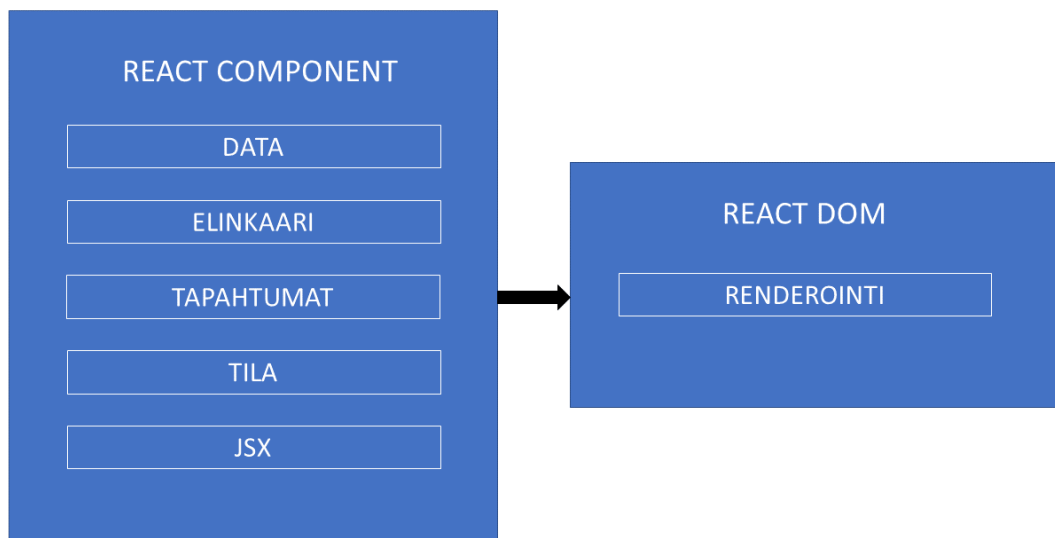 REACT COMPONENT
DATA
ELINKAARI
TAPAHTUMAT
TILA
JSX
REACT DOM
RENDEROINTI